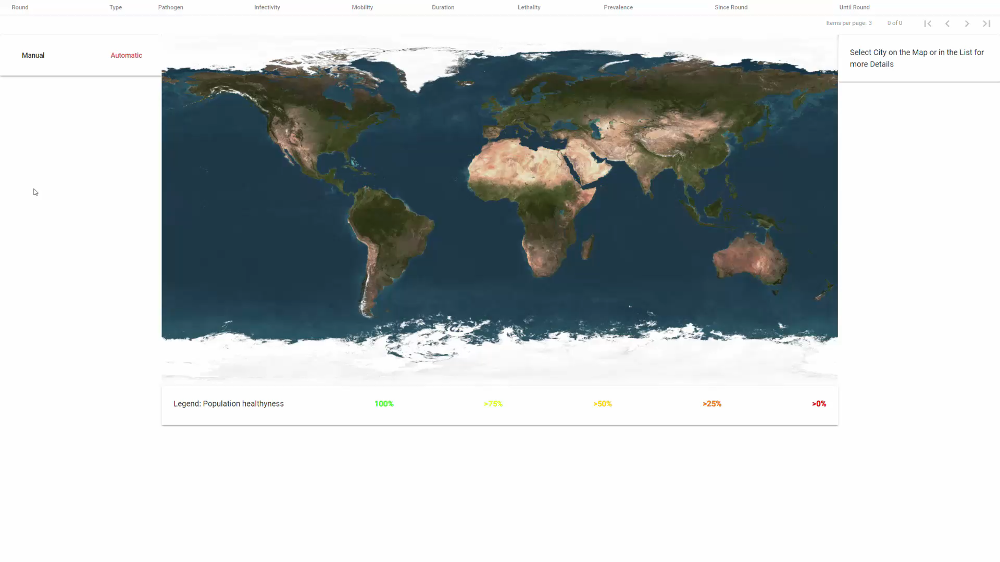 Round Type Pathogen Infectivity Mobility Duration Lethality Prevalence Since Round Until Round
Items per page: 3 0 of 0
Manual Automatic
Select City on the Map or in the List for
more Details
Legend: Population healthyness 100% >75% >50% >25% >0%